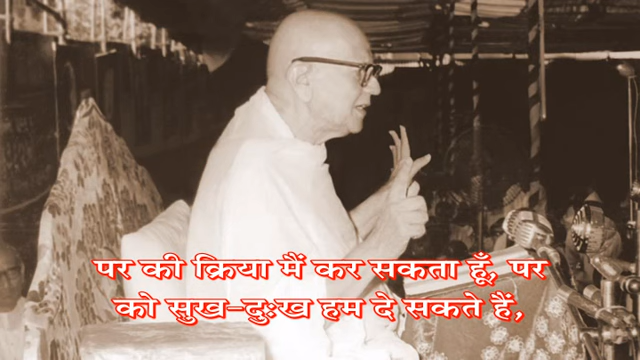 पर की क्रिया मैं कर सकता हूँ, पर
को सुख-दुःख हम दे सकते हैं,